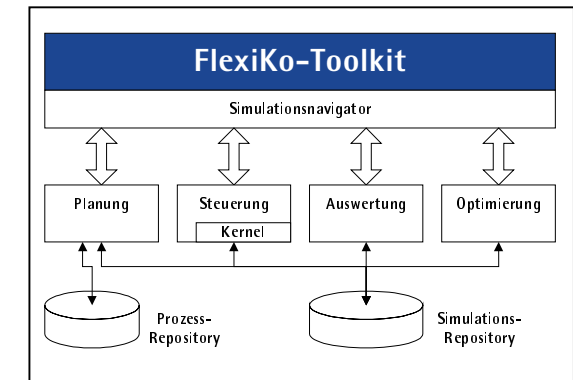 FlexiKo-Toolkit
Simulationsnavigator
Planung
Steuerung
Kernel
Auswertung
Optimierung
Prozess-
Repository
Simulations-
Repository